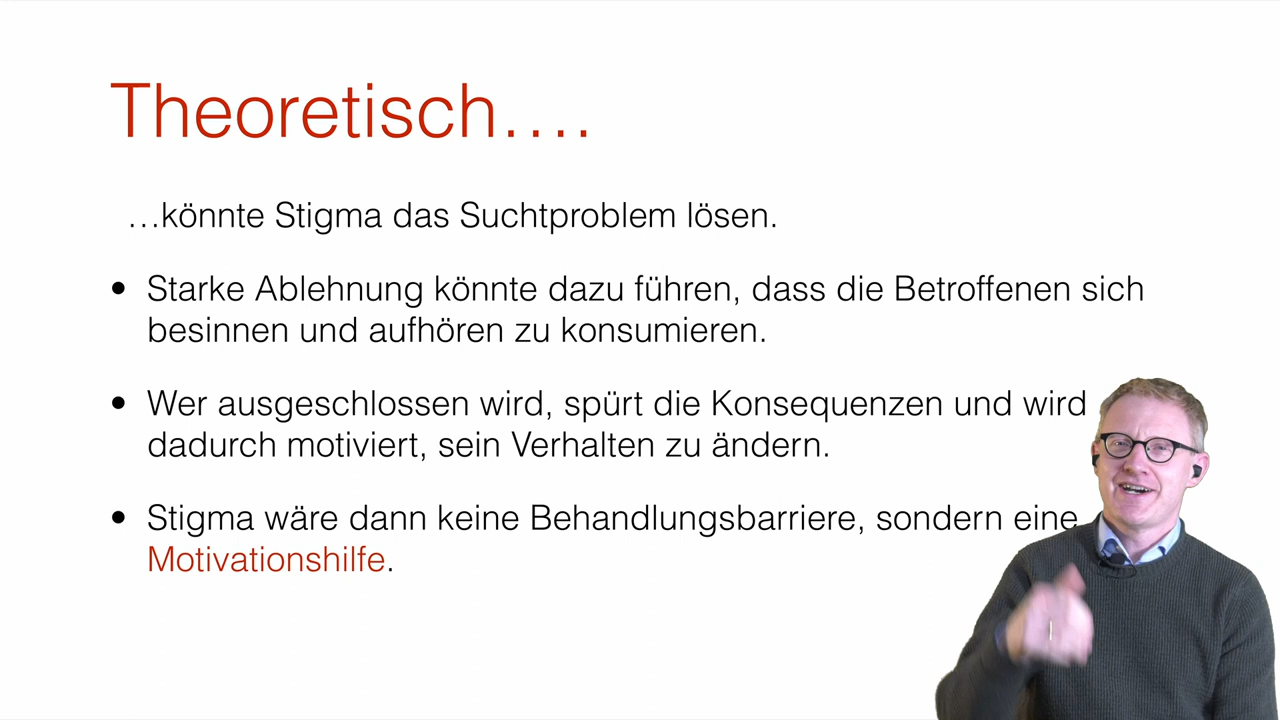 Theoretisch….
…könnte Stigma das Suchtproblem lösen.
• Starke Ablehnung könnte dazu führen, dass die Betroffenen sich
besinnen und aufhören zu konsumieren.
• Wer ausgeschlossen wird, spürt die Konsequenzen und wird
dadurch motiviert, sein Verhalten zu ändern.
• Stigma wäre dann keine Behandlungsbarriere, sondern eine
Motivationshilfe.